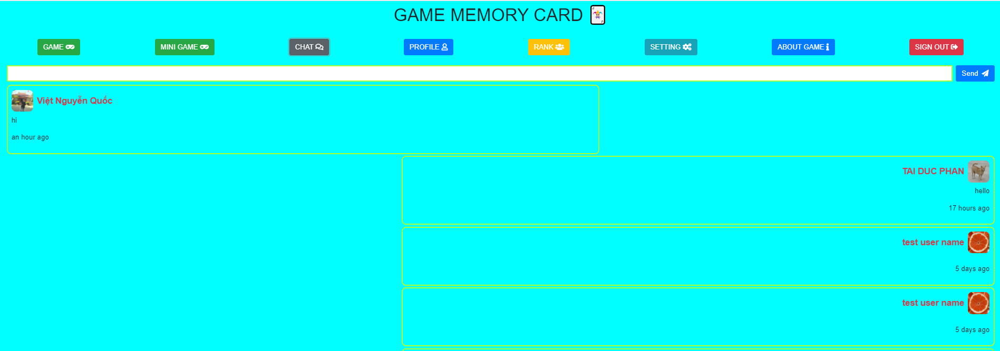 GAME MEMORY CARD
GAME
MINI GAME
CHAT
PROFILE
RANK
SETTING
ABOUT GAME
SIGN OUT
Send
Việt Nguyễn Quốc
hi
an hour ago
TAI DUC PHAN
hello
17 hours ago
test user name
5 days ago
test user name
5 days ago